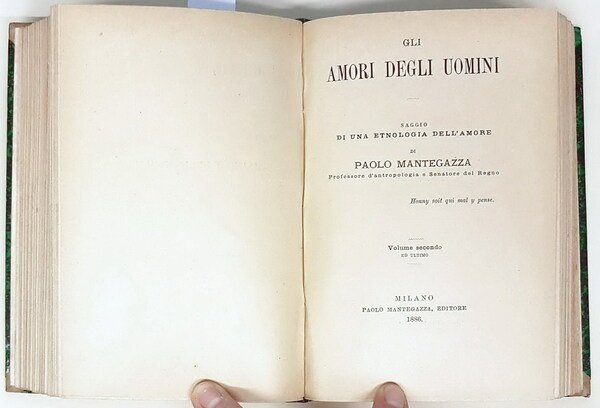 GLI
AMORI DEGLI UOMINI
SAGGIO
DI UNA ETNOLOGIA DELL'AMORE
DI
PAOLO MANTEGAZZA
Professore d'antropologia e Senatore del Regno
Honny soit qui mal y pense.
Volume secondo
ED ULTIMO
MILANO
PAOLO MANTEGAZZA, EDITORE
1886.